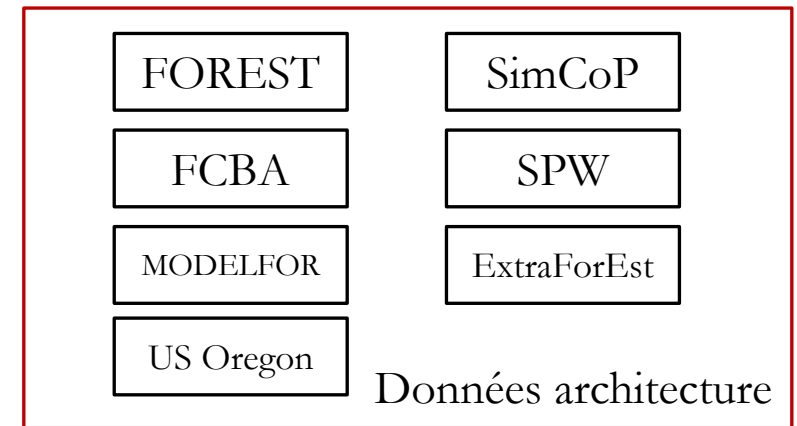 FOREST
SimCoP
FCBA
SPW
MODELFOR
ExtraForEst
US Oregon
Données architecture